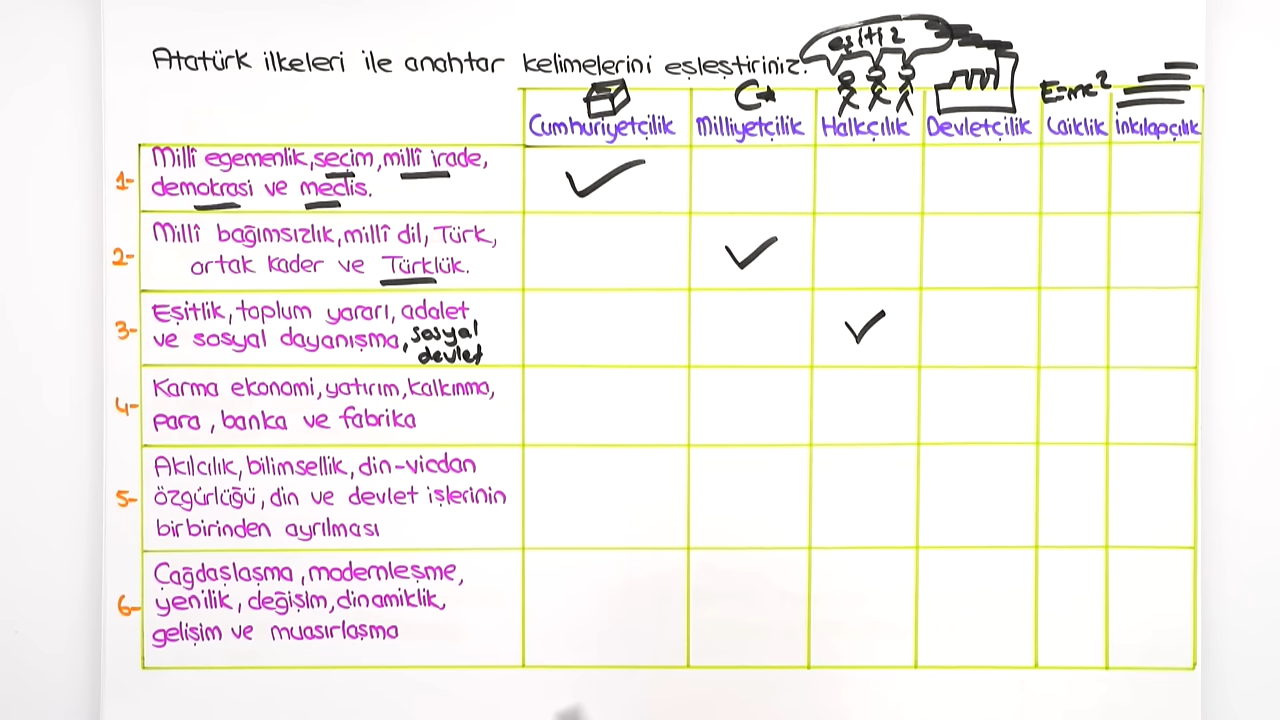 Atatürk ilkeleri ile anahtar kelimelerini eşleştiriniz.
eşitiz
E=mc²
Cumhuriyetçilik Milliyetçilik Halkçılık Devletçilik Laiklik İnkılapçılık
1- Millî egemenlik, seçim, millî irade,
demokrasi ve meclis.
2- Millî bağımsızlık, millî dil, Türk,
ortak kader ve Türklük.
3- Eşitlik, toplum yararı, adalet
ve sosyal dayanışma, sosyal
devlet
4- Karma ekonomi, yatırım, kalkınma,
para, banka ve fabrika
5- Akılcılık, bilimsellik, din-vicdan
özgürlüğü, din ve devlet işlerinin
birbirinden ayrılması
6- Çağdaşlaşma, modernleşme,
yenilik, değişim, dinamiklik,
gelişim ve muasırlaşma